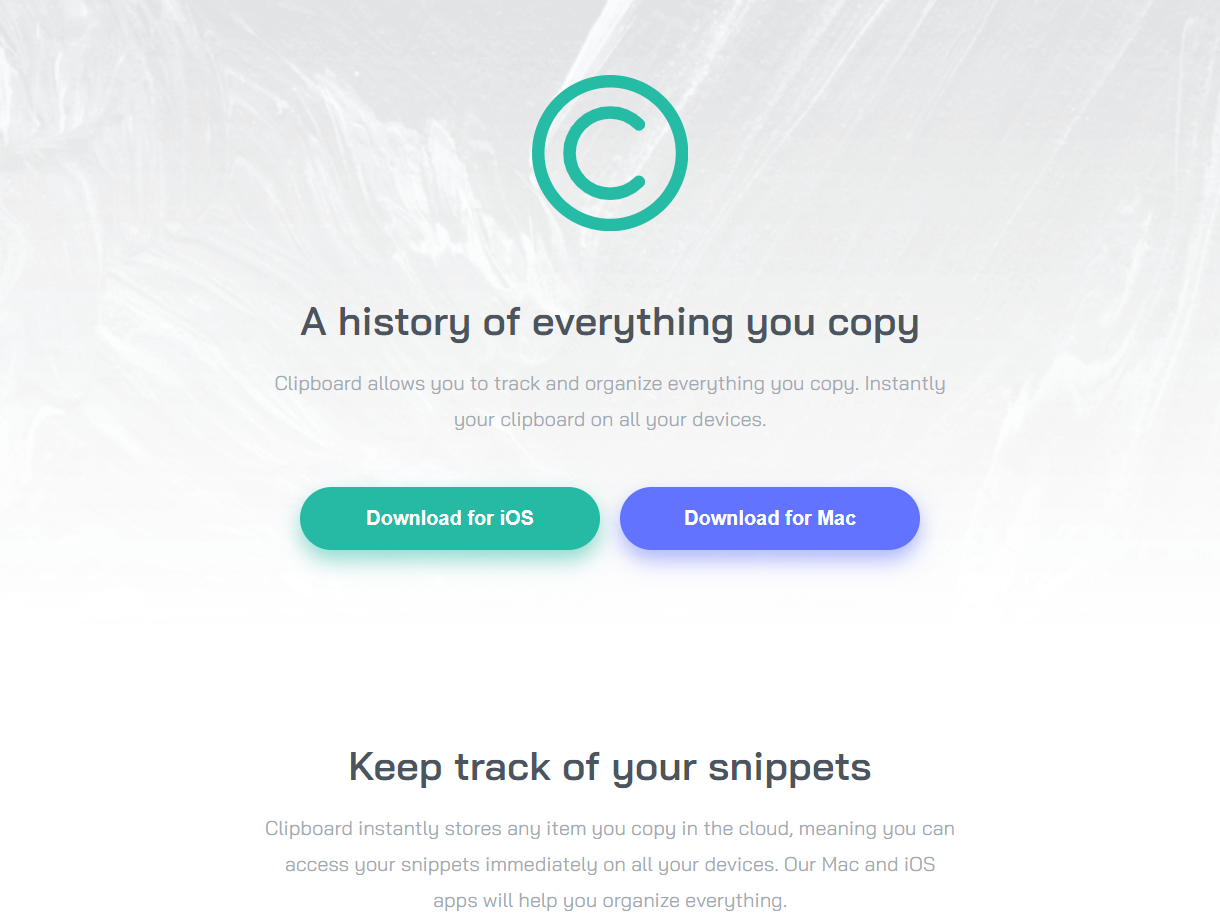 A history of everything you copy
Clipboard allows you to track and organize everything you copy. Instantly
your clipboard on all your devices.
Download for iOS
Download for Mac
Keep track of your snippets
Clipboard instantly stores any item you copy in the cloud, meaning you can
access your snippets immediately on all your devices. Our Mac and iOS
apps will help you organize everything.